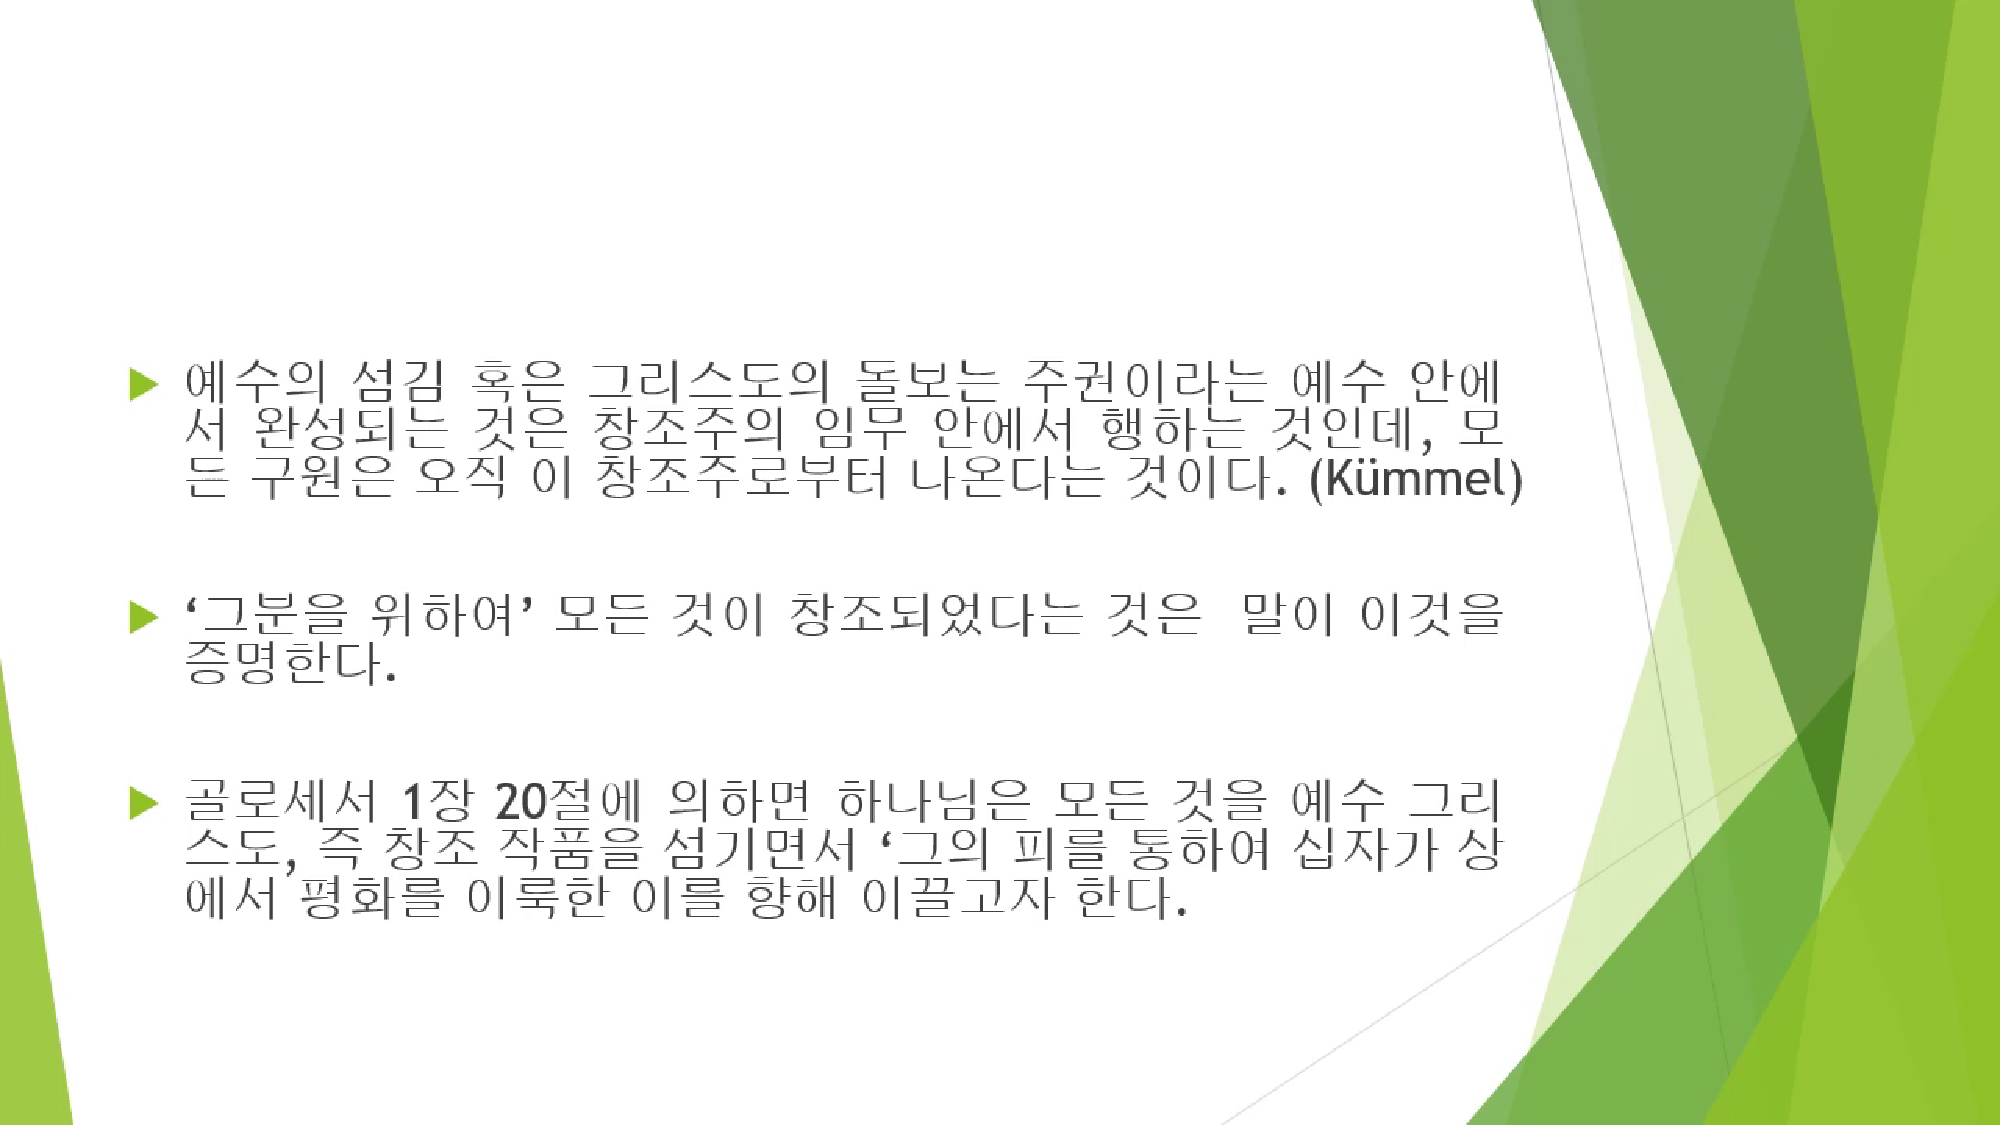 예수의 섬김 혹은 그리스도의 돌보는 주권이라는 예수 안에
서 완성되는 것은 창조주의 임무 안에서 행하는 것인데, 모
든 구원은 오직 이 창조주로부터 나온다는 것이다. (Kümmel)
‘그분을 위하여’ 모든 것이 창조되었다는 것은 말이 이것을
증명한다.
골로세서 1장 20절에 의하면 하나님은 모든 것을 예수 그리
스도, 즉 창조 작품을 섬기면서 ‘그의 피를 통하여 십자가 상
에서 평화를 이룩한 이를 향해 이끌고자 한다.